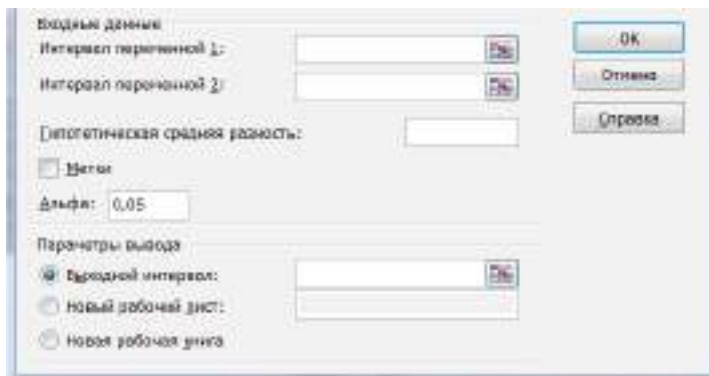 Входные данные
Интервал переменной 1:
Интервал переменной 2:
Гипотетическая средняя разность:
Метки
Альфа: 0,05
Параметры вывода
Выходной интервал:
Новый рабочий лист:
Новая рабочая книга
ОК
Отмена
Справка